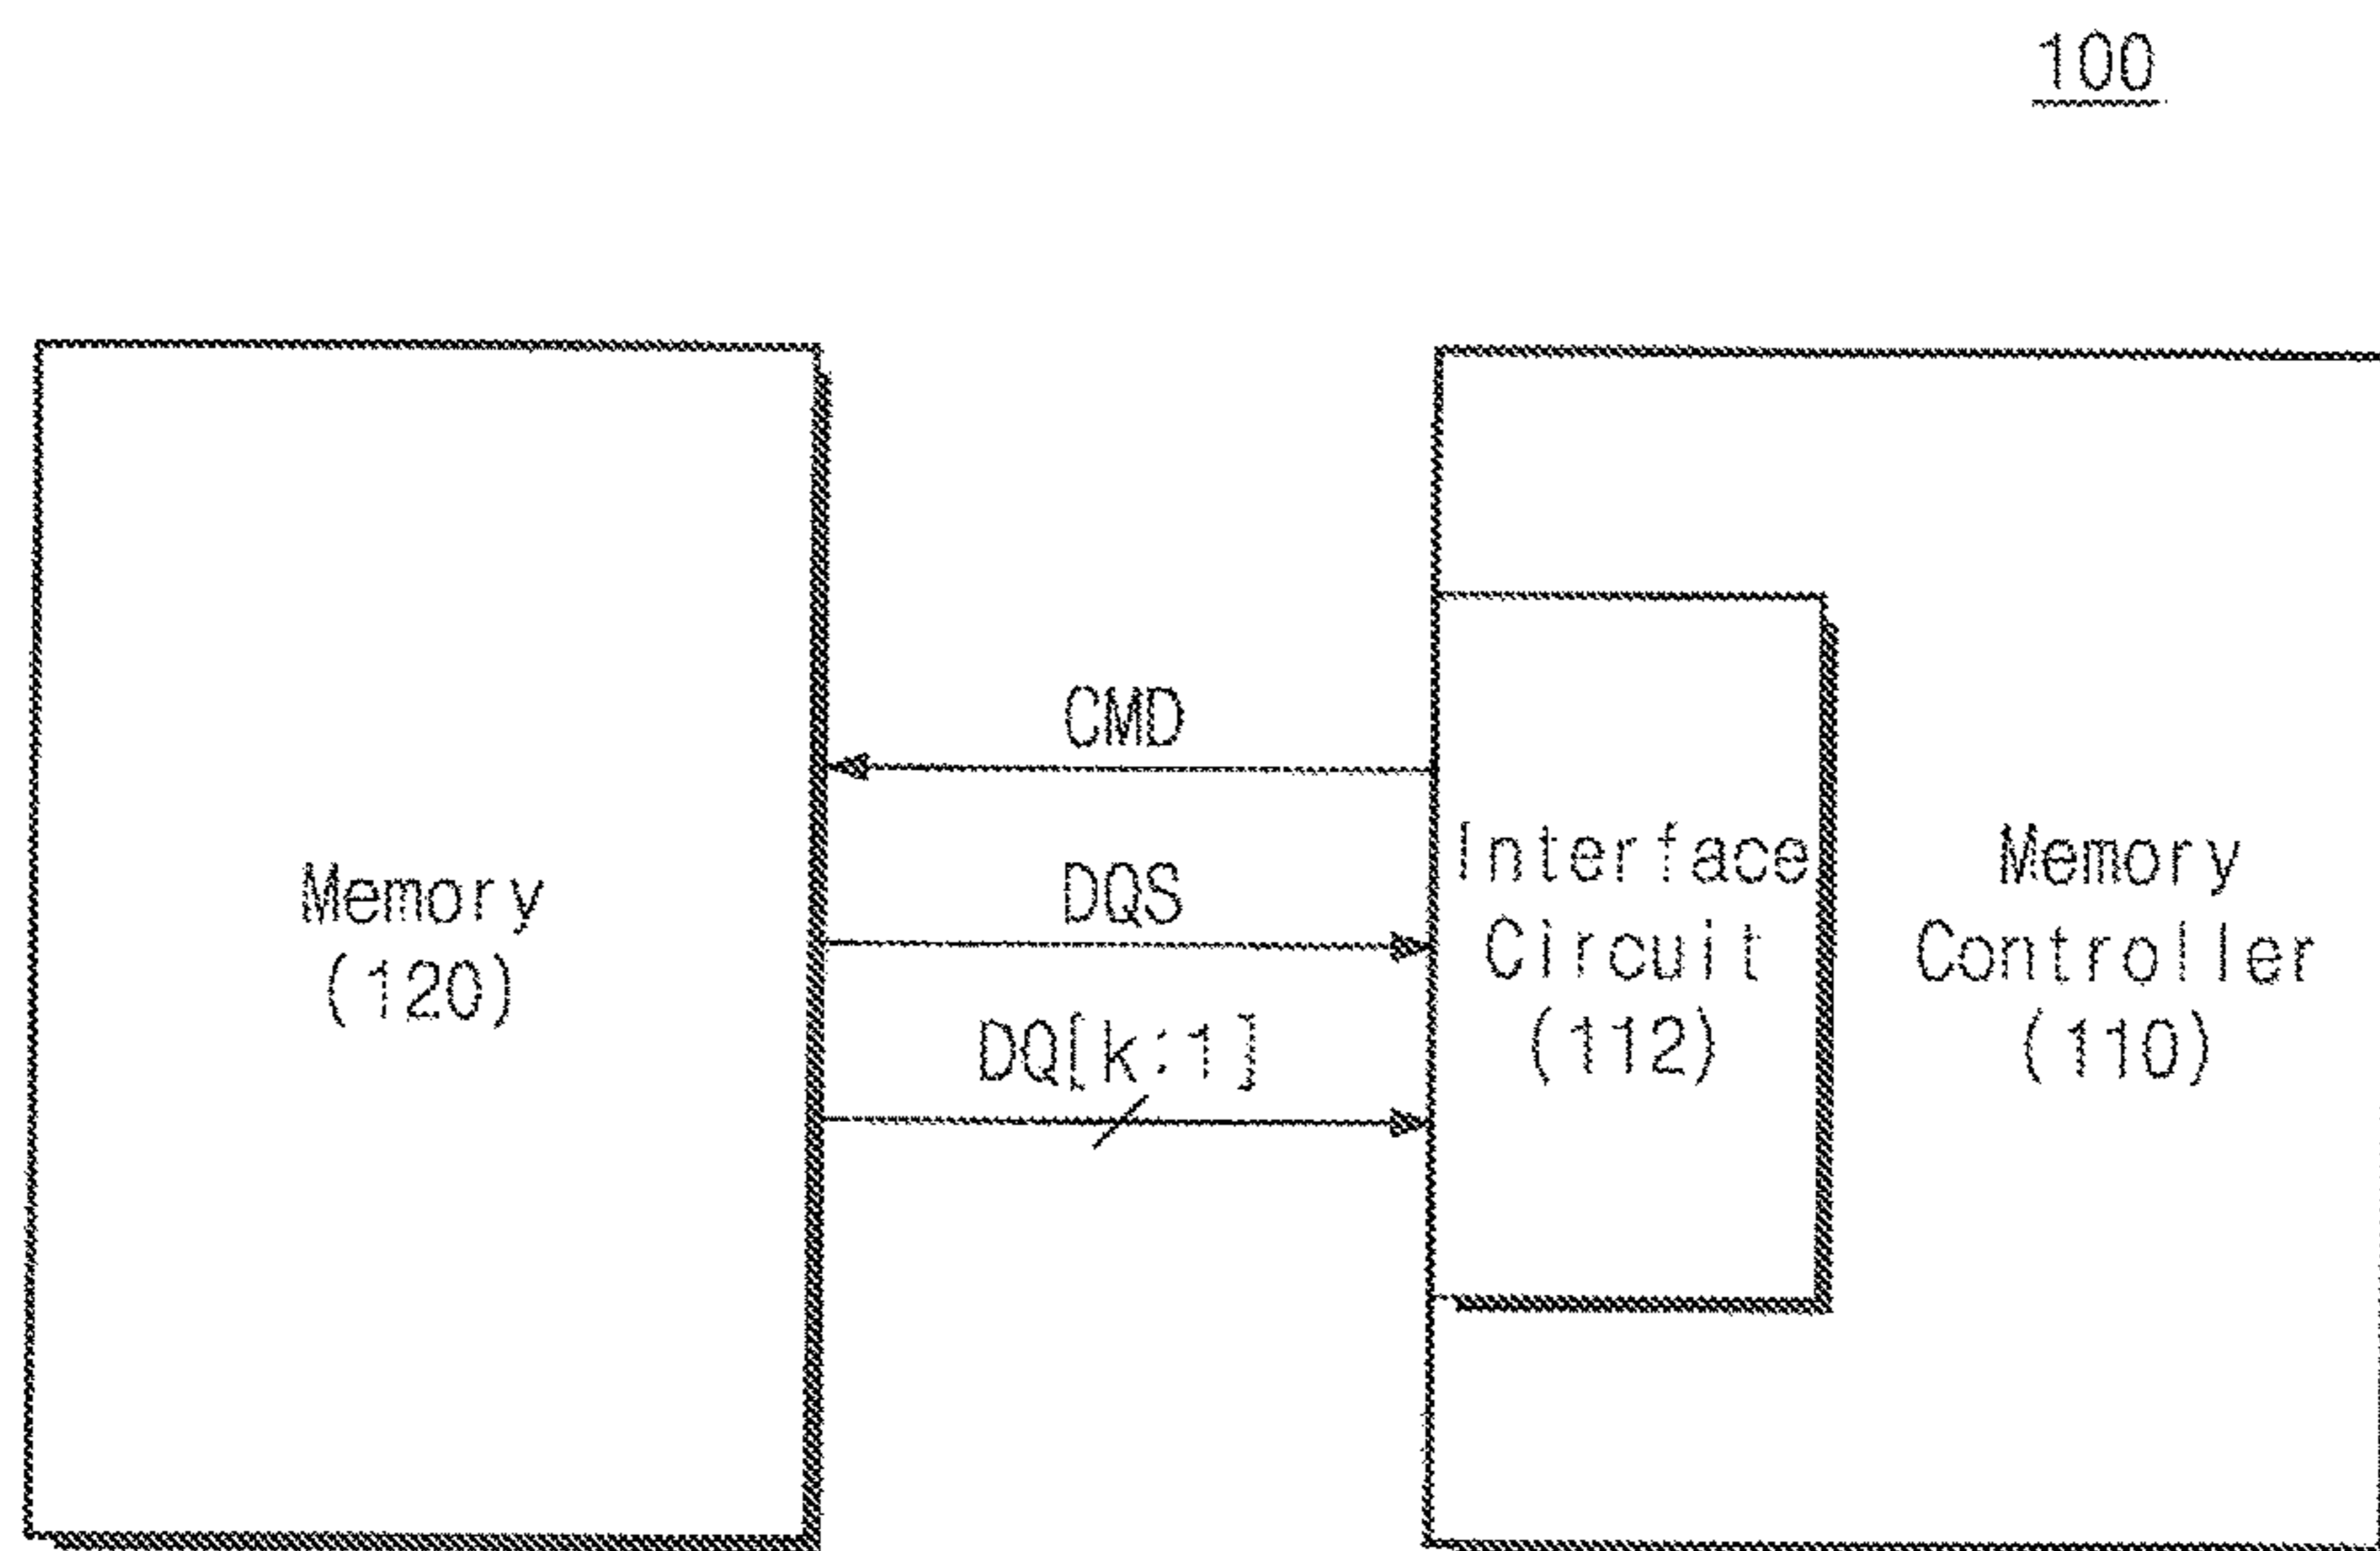 100
Memory
(120)
CMD
DQS
DQ[k:1]
Interface
Circuit
(112)
Memory
Controller
(110)